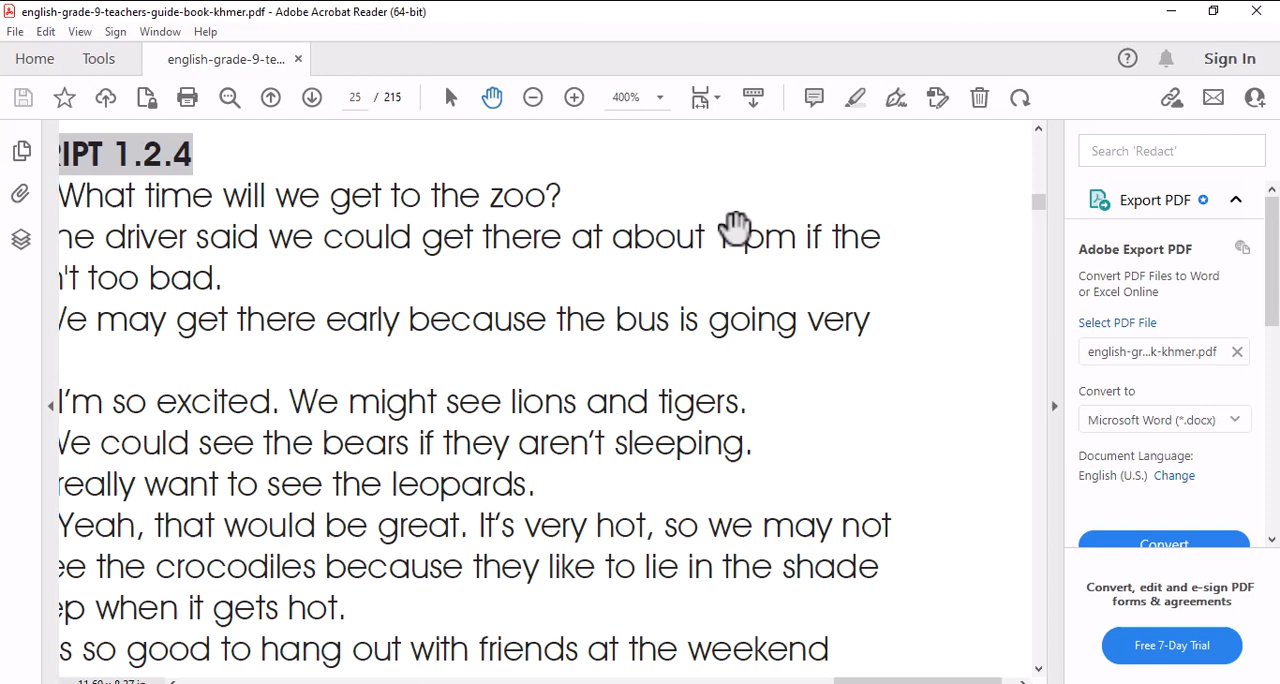 english-grade-9-teachers-guide-book-khmer.pdf - Adobe Acrobat Reader (64-bit)
File Edit View Sign Window Help
Home Tools english-grade-9-te... × Sign In
25 / 215 400%
IPT 1.2.4
What time will we get to the zoo?
he driver said we could get there at about pm if the
n't too bad.
We may get there early because the bus is going very
I'm so excited. We might see lions and tigers.
We could see the bears if they aren't sleeping.
really want to see the leopards.
Yeah, that would be great. It's very hot, so we may not
ee the crocodiles because they like to lie in the shade
ep when it gets hot.
s so good to hang out with friends at the weekend
Search 'Redact'
Export PDF
Adobe Export PDF
Convert PDF Files to Word
or Excel Online
Select PDF File
english-gr...k-khmer.pdf
Convert to
Microsoft Word (*.docx)
Document Language:
English (U.S.) Change
Convert
Convert, edit and e-sign PDF
forms & agreements
Free 7-Day Trial